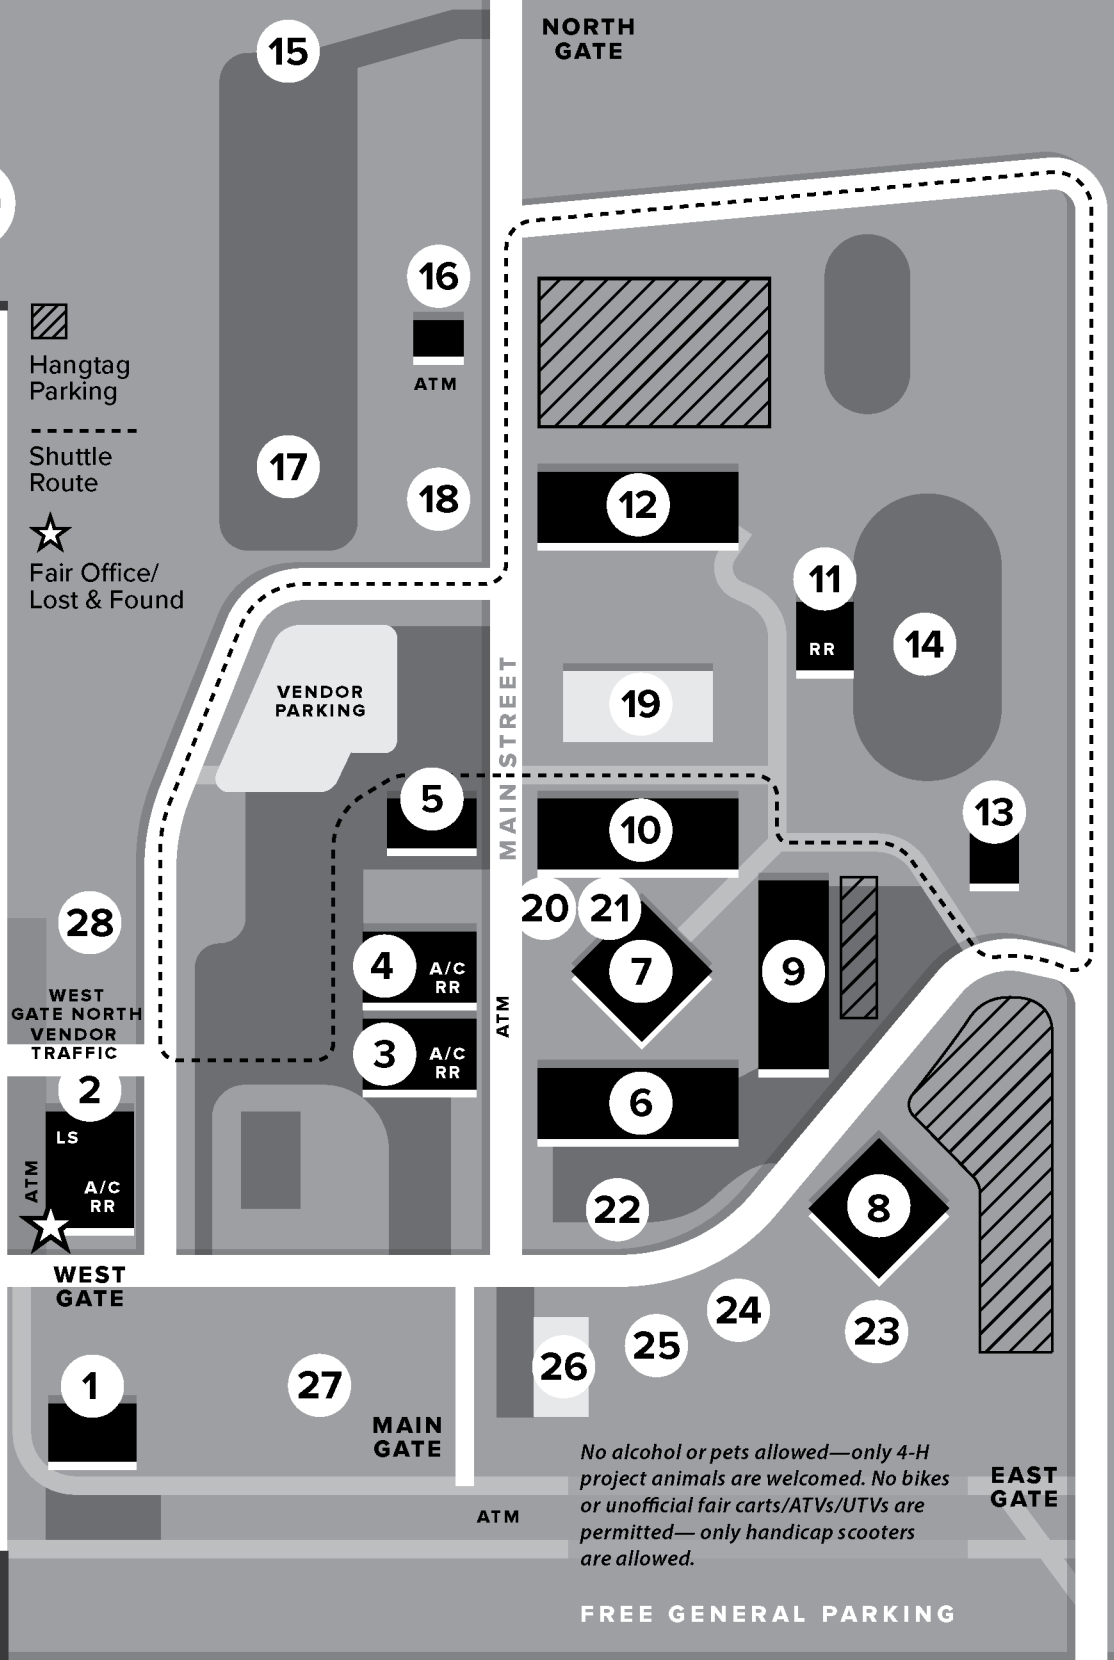 NORTH
GATE
15
16
ATM
Hangtag
Parking
Shuttle
Route
Fair Office/
Lost & Found
17
18
12
11
RR
14
VENDOR
PARKING
19
MAIN STREET
5
10
13
28
20
21
4
A/C
RR
7
9
WEST
GATE NORTH
VENDOR
TRAFFIC
ATM
3
A/C
RR
2
LS
ATM
A/C
RR
6
22
8
WEST
GATE
24
23
25
26
1
27
MAIN
GATE
No alcohol or pets allowed—only 4-H
project animals are welcomed. No bikes
or unofficial fair carts/ATVs/UTVs are
permitted— only handicap scooters
are allowed.
EAST
GATE
ATM
FREE GENERAL PARKING